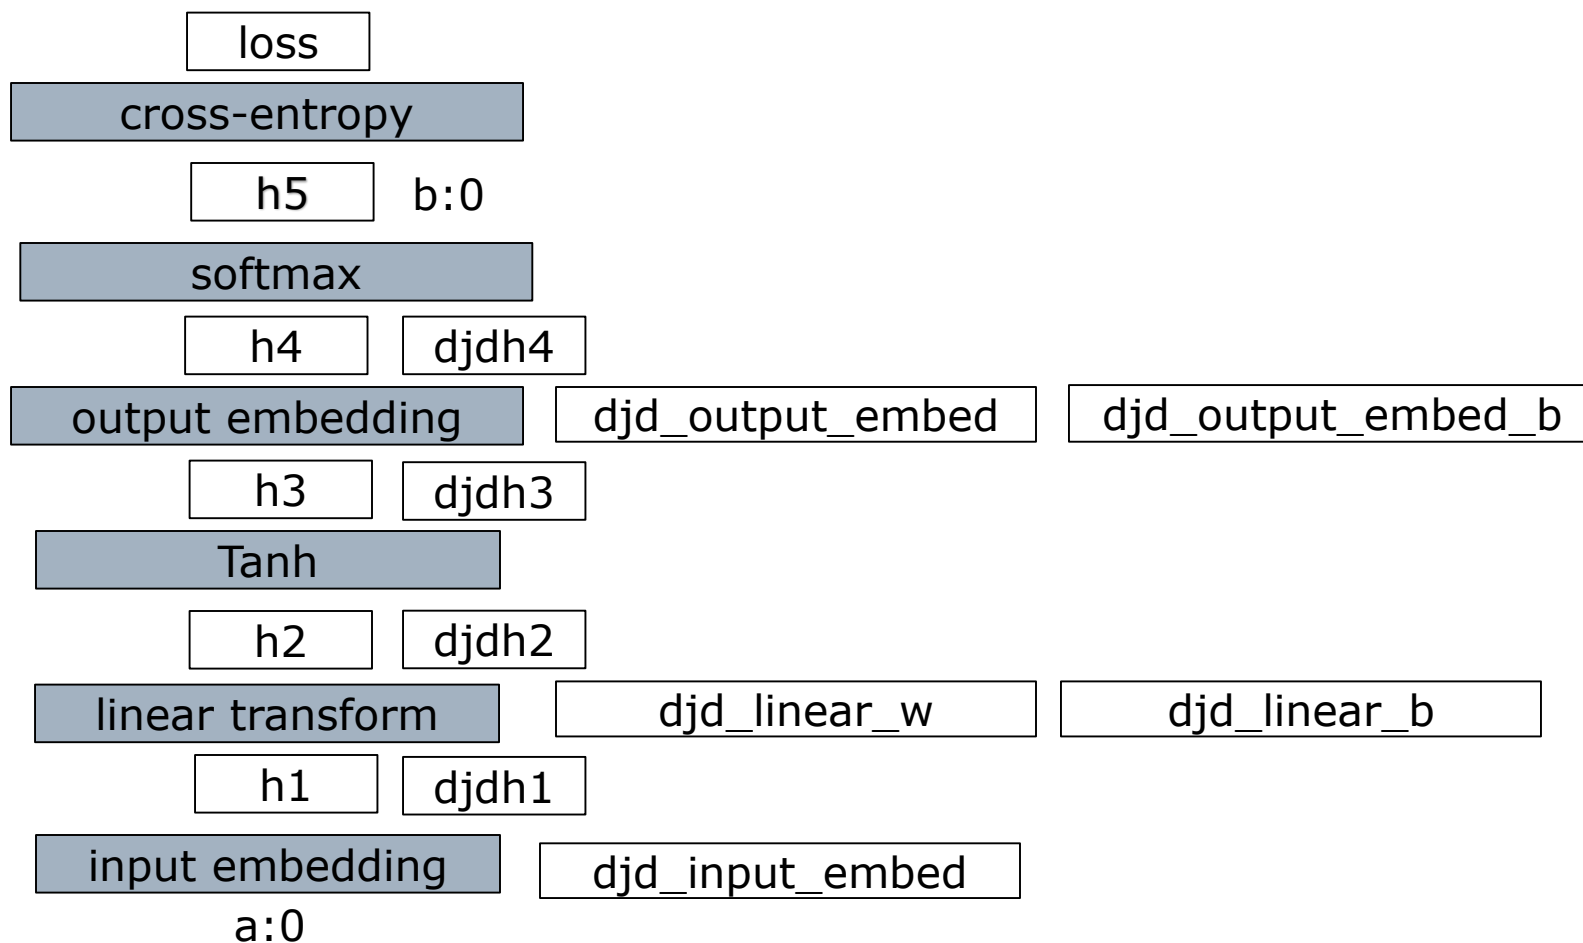 loss
cross-entropy
h5 b:0
softmax
h4 djdh4
output embedding djd_output_embed djd_output_embed_b
h3 djdh3
Tanh
h2 djdh2
linear transform djd_linear_w djd_linear_b
h1 djdh1
input embedding djd_input_embed
a:0